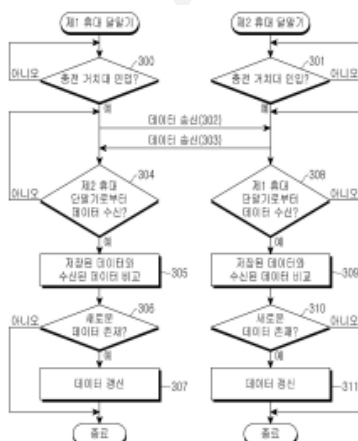 제1 휴대 단말기
제2 휴대 단말기
300
301
충전 거치대 인입?
충전 거치대 인입?
아니오
아니오
예
예
데이터 송신(302)
데이터 송신(303)
304
308
제2 휴대
단말기로부터
데이터 수신?
제1 휴대
단말기로부터
데이터 수신?
아니오
아니오
예
예
저장된 데이터와
수신된 데이터 비교
305
저장된 데이터와
수신된 데이터 비교
309
306
310
새로운
데이터 존재?
새로운
데이터 존재?
아니오
아니오
예
예
데이터 갱신
307
데이터 갱신
311
종료
종료